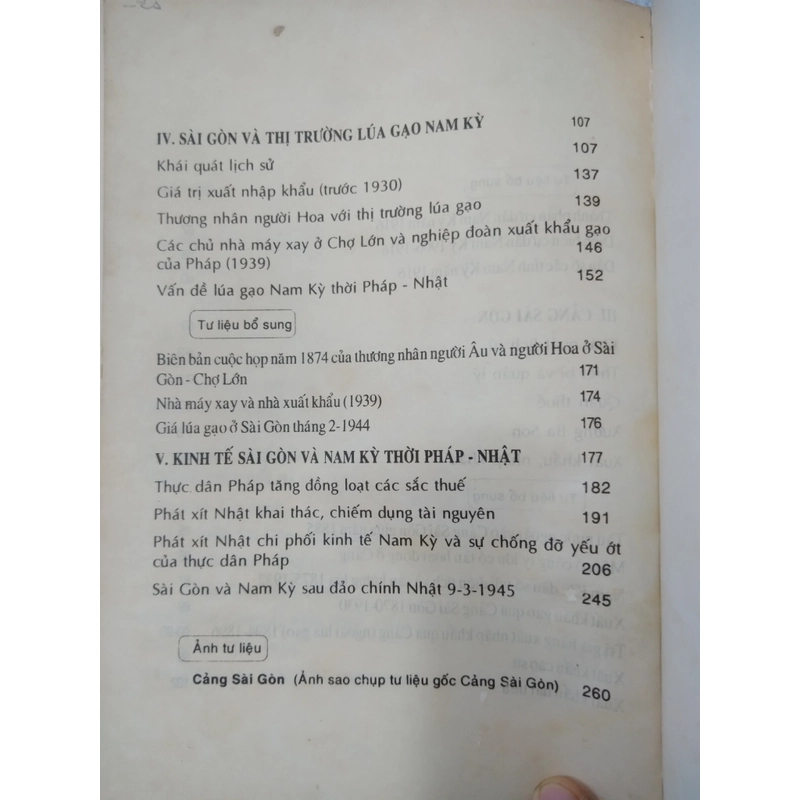 IV. SÀI GÒN VÀ THỊ TRƯỜNG LÚA GẠO NAM KỲ 107
Khái quát lịch sử 107
Giá trị xuất nhập khẩu (trước 1930) 137
Thương nhân người Hoa với thị trường lúa gạo 139
Các chủ nhà máy xay ở Chợ Lớn và nghiệp đoàn xuất khẩu gạo
của Pháp (1939) 146
Vấn đề lúa gạo Nam Kỳ thời Pháp - Nhật 152
Tư liệu bổ sung
Biên bản cuộc họp năm 1874 của thương nhân người Âu và người Hoa ở Sài
Gòn - Chợ Lớn 171
Nhà máy xay và nhà xuất khẩu (1939) 174
Giá lúa gạo ở Sài Gòn tháng 2-1944 176
V. KINH TẾ SÀI GÒN VÀ NAM KỲ THỜI PHÁP - NHẬT 177
Thực dân Pháp tăng đồng loạt các sắc thuế 182
Phát xít Nhật khai thác, chiếm dụng tài nguyên 191
Phát xít Nhật chi phối kinh tế Nam Kỳ và sự chống đỡ yếu ớt
của thực dân Pháp 206
Sài Gòn và Nam Kỳ sau đảo chính Nhật 9-3-1945 245
Ảnh tư liệu
Cảng Sài Gòn (Ảnh sao chụp tư liệu gốc Cảng Sài Gòn) 260